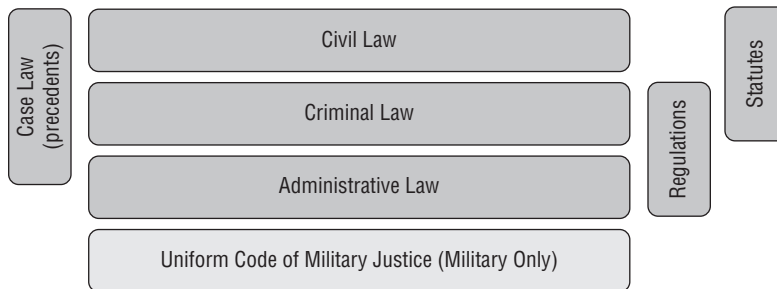 Case Law
(precedents)
Civil Law
Criminal Law
Administrative Law
Uniform Code of Military Justice (Military Only)
Regulations
Statutes